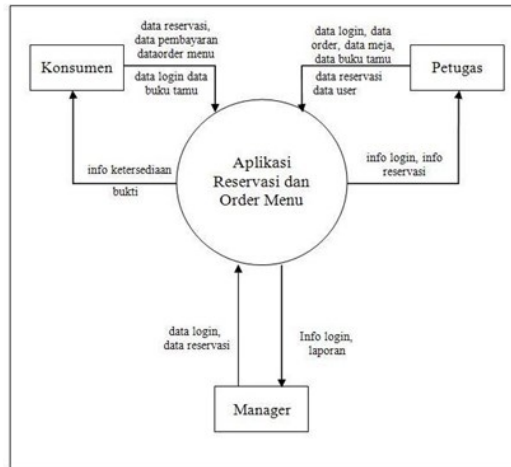 data reservasi,
data pembayaran
dataorder menu
data login data
buku tamu
Konsumen
data login, data
order, data meja,
data buku tamu
data reservasi
data user
Petugas
Aplikasi
Reservasi dan
Order Menu
info ketersediaan
bukti
info login, info
reservasi
data login,
data reservasi
Info login,
laporan
Manager